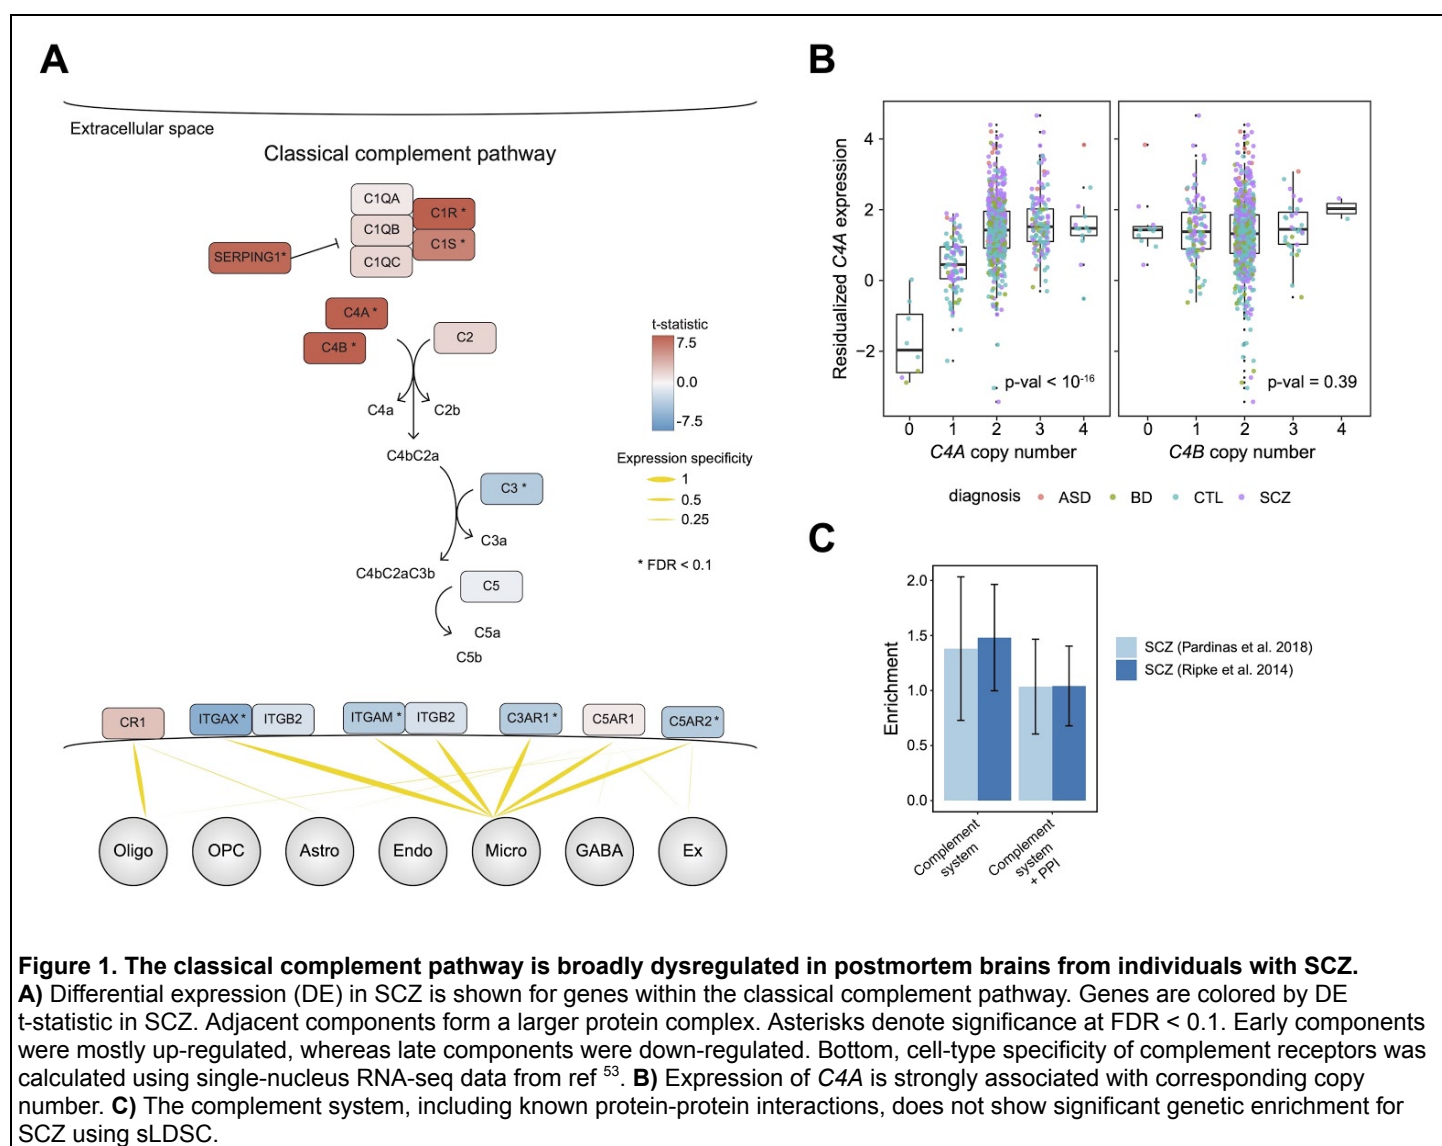 A
Extracellular space
Classical complement pathway
C1QA
C1R *
C1QB
C1S *
SERPING1*
C1QC
C4A *
C4B *
C2
C4a
C2b
C4bC2a
C3 *
C3a
C4bC2aC3b
C5
C5a
C5b
t-statistic
7.5
0.0
-7.5
Expression specificity
1
0.5
0.25
* FDR < 0.1
CR1
ITGAX *
ITGB2
ITGAM *
ITGB2
C3AR1 *
C5AR1
C5AR2 *
Oligo
OPC
Astro
Endo
Micro
GABA
Ex
B
Residualized C4A expression
4
2
0
−2
p-val < 10-16
p-val = 0.39
0 1 2 3 4
0 1 2 3 4
C4A copy number
C4B copy number
diagnosis ASD BD CTL SCZ
C
Enrichment
2.0
1.5
1.0
0.5
0.0
Complement
system
Complement
system
+ PPI
SCZ (Pardinas et al. 2018)
SCZ (Ripke et al. 2014)
Figure 1. The classical complement pathway is broadly dysregulated in postmortem brains from individuals with SCZ.
A) Differential expression (DE) in SCZ is shown for genes within the classical complement pathway. Genes are colored by DE
t-statistic in SCZ. Adjacent components form a larger protein complex. Asterisks denote significance at FDR < 0.1. Early components
were mostly up-regulated, whereas late components were down-regulated. Bottom, cell-type specificity of complement receptors was
calculated using single-nucleus RNA-seq data from ref 53. B) Expression of C4A is strongly associated with corresponding copy
number. C) The complement system, including known protein-protein interactions, does not show significant genetic enrichment for
SCZ using sLDSC.